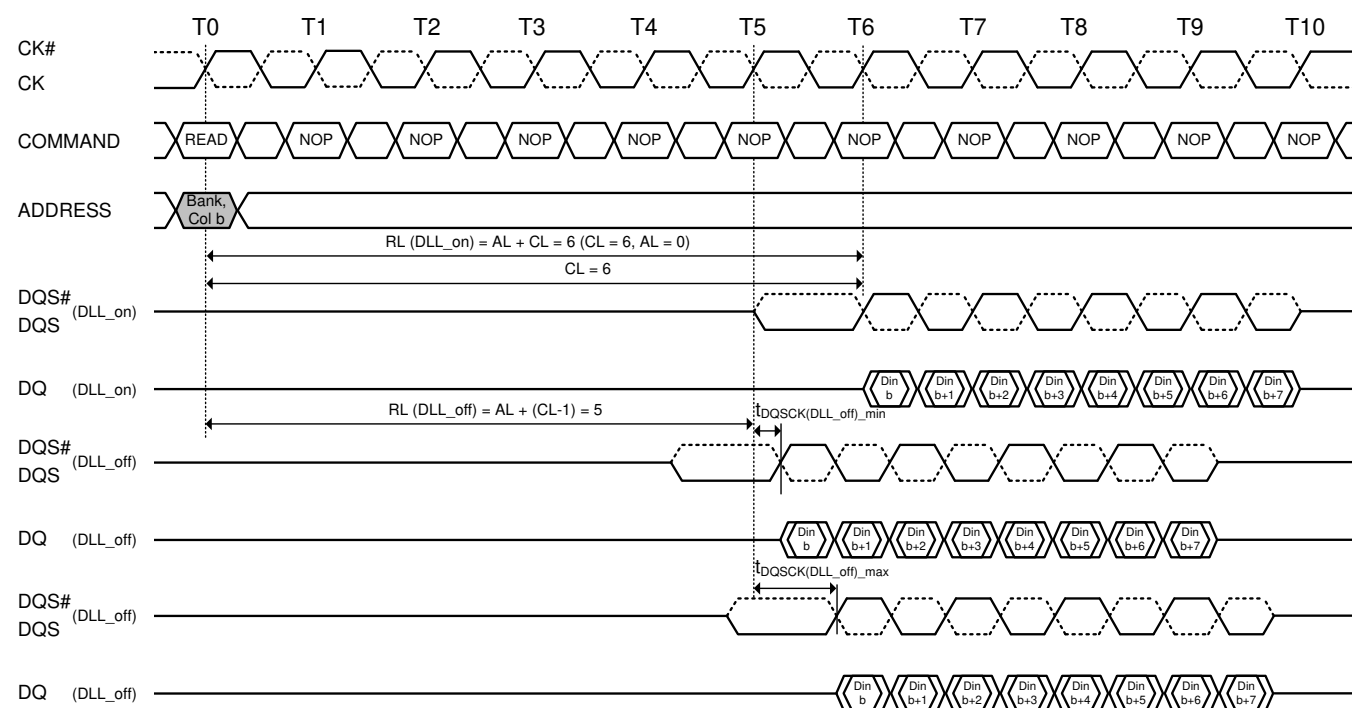 T0 T1 T2 T3 T4 T5 T6 T7 T8 T9 T10
CK#
CK
COMMAND READ NOP NOP NOP NOP NOP NOP NOP NOP NOP NOP
ADDRESS Bank,
Col b
RL (DLL_on) = AL + CL = 6 (CL = 6, AL = 0)
CL = 6
DQS# (DLL_on)
DQS
DQ (DLL_on) Din b Din b+1 Din b+2 Din b+3 Din b+4 Din b+5 Din b+6 Din b+7
RL (DLL_off) = AL + (CL-1) = 5 tDQSCK(DLL_off)_min
DQS# (DLL_off)
DQS
DQ (DLL_off) Din b Din b+1 Din b+2 Din b+3 Din b+4 Din b+5 Din b+6 Din b+7
tDQSCK(DLL_off)_max
DQS# (DLL_off)
DQS
DQ (DLL_off) Din b Din b+1 Din b+2 Din b+3 Din b+4 Din b+5 Din b+6 Din b+7